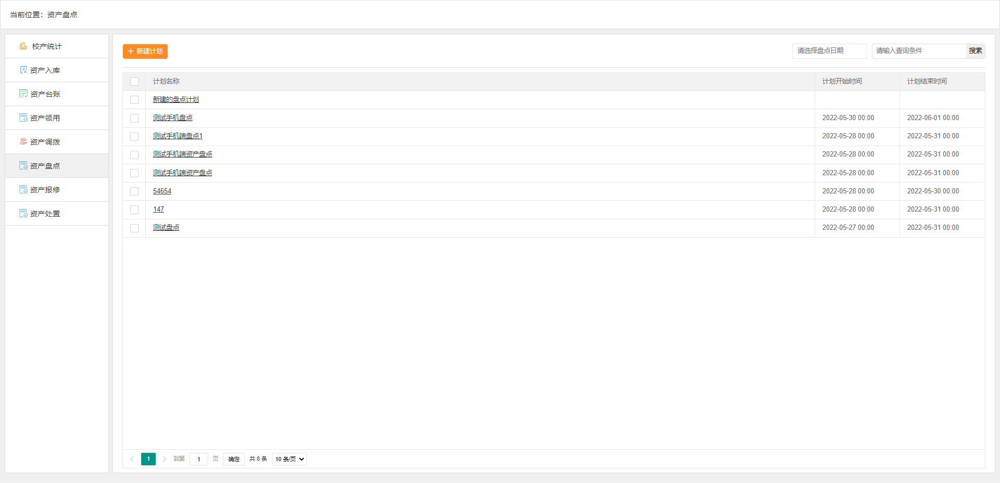 当前位置：资产盘点
校产统计
资产入库
资产台账
资产领用
资产调拨
资产盘点
资产报修
资产处置
新建计划
请选择盘点日期 请输入查询条件 搜索
计划名称 计划开始时间 计划结束时间
新建的盘点计划
测试手机盘点 2022-05-30 00:00 2022-06-01 00:00
测试手机端盘点1 2022-05-28 00:00 2022-05-31 00:00
测试手机端资产盘点 2022-05-28 00:00 2022-05-31 00:00
测试手机端资产盘点 2022-05-28 00:00 2022-05-31 00:00
54654 2022-05-28 00:00 2022-05-30 00:00
147 2022-05-28 00:00 2022-05-31 00:00
测试盘点 2022-05-27 00:00 2022-05-31 00:00
1 到第 1 页 确定 共 8 条 10 条/页